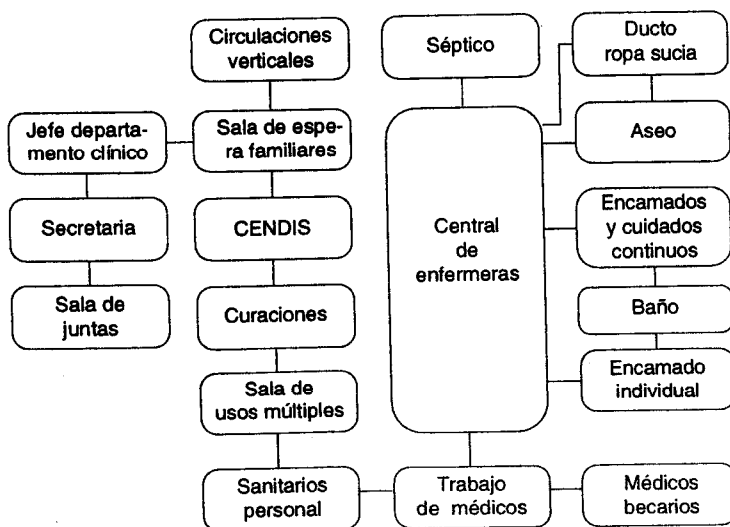 Circulaciones
verticales
Séptico
Ducto
ropa sucia
Jefe departa-
mento clínico
Sala de espe-
ra familiares
Aseo
Secretaria
CENDIS
Central
de
enfermeras
Encamados
y cuidados
continuos
Sala de
juntas
Curaciones
Baño
Sala de
usos múltiples
Encamado
individual
Sanitarios
personal
Trabajo
de médicos
Médicos
becarios